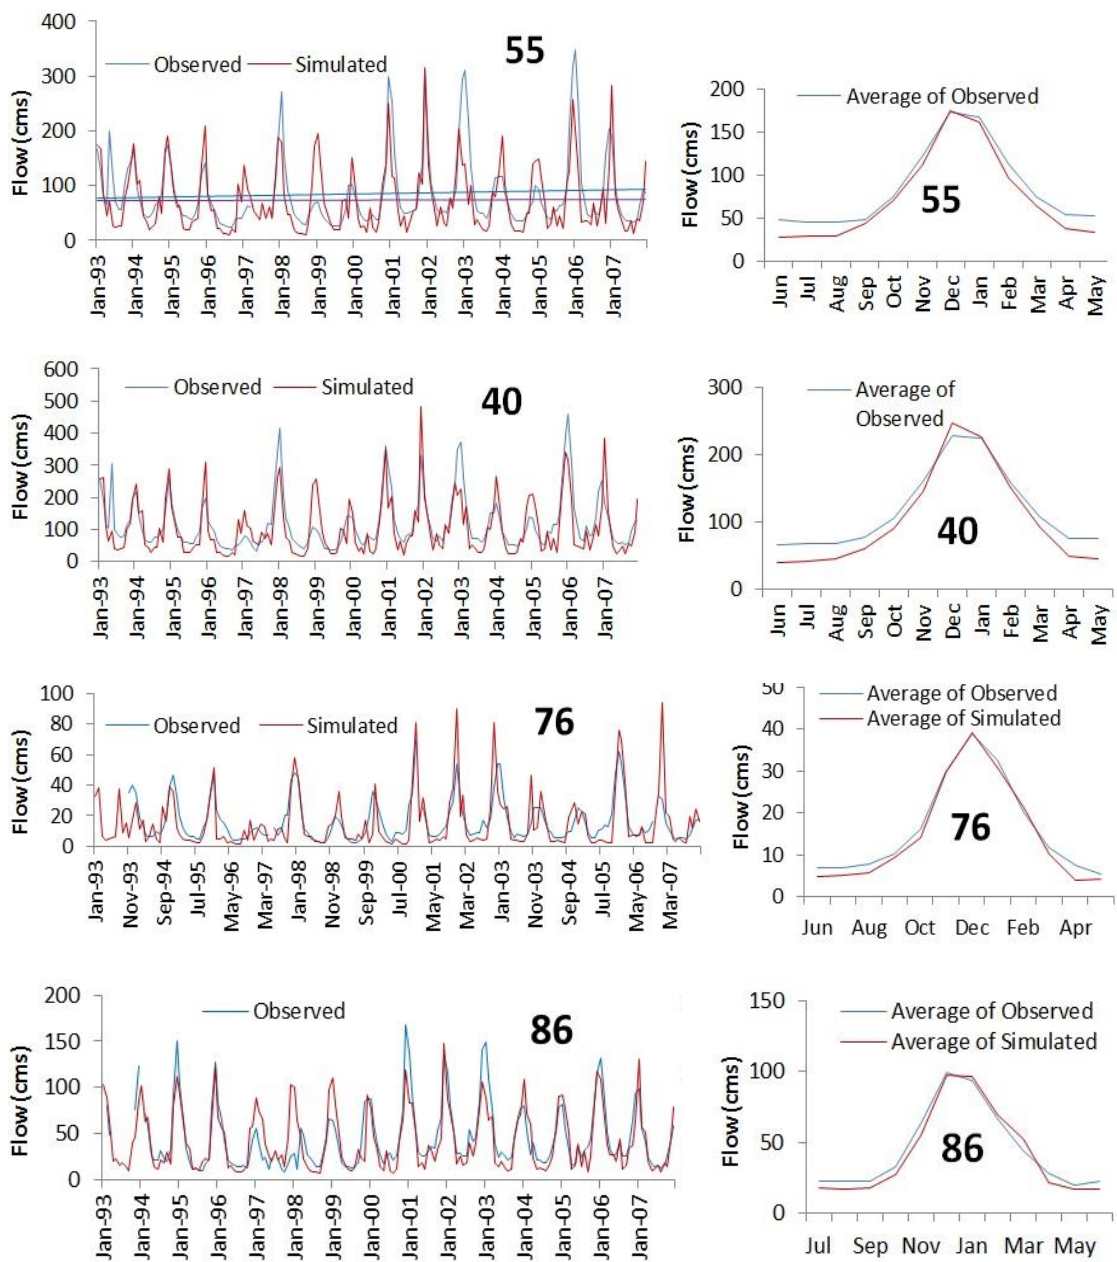 400
300
200
100
0
Flow (cms)
Observed
Simulated
55
Jan-93
Jan-94
Jan-95
Jan-96
Jan-97
Jan-98
Jan-99
Jan-00
Jan-01
Jan-02
Jan-03
Jan-04
Jan-05
Jan-06
Jan-07
200
150
100
50
0
Flow (cms)
Average of Observed
55
Jun
Jul
Aug
Sep
Oct
Nov
Dec
Jan
Feb
Mar
Apr
May
600
500
400
300
200
100
0
Flow (cms)
Observed
Simulated
40
Jan-93
Jan-94
Jan-95
Jan-96
Jan-97
Jan-98
Jan-99
Jan-00
Jan-01
Jan-02
Jan-03
Jan-04
Jan-05
Jan-06
Jan-07
300
200
100
0
Flow (cms)
Average of
Observed
40
Jun
Jul
Aug
Sep
Oct
Nov
Dec
Jan
Feb
Mar
Apr
May
100
80
60
40
20
0
Flow (cms)
Observed
Simulated
76
Jan-93
Nov-93
Sep-94
Jul-95
May-96
Mar-97
Jan-98
Nov-98
Sep-99
Jul-00
May-01
Mar-02
Jan-03
Nov-03
Sep-04
Jul-05
May-06
Mar-07
50
40
30
20
10
0
Flow (cms)
Average of Observed
Average of Simulated
76
Jun
Aug
Oct
Dec
Feb
Apr
200
150
100
50
0
Flow (cms)
Observed
86
Jan-93
Jan-94
Jan-95
Jan-96
Jan-97
Jan-98
Jan-99
Jan-00
Jan-01
Jan-02
Jan-03
Jan-04
Jan-05
Jan-06
Jan-07
150
100
50
0
Flow (cms)
Average of Observed
Average of Simulated
86
Jul
Sep
Nov
Jan
Mar
May